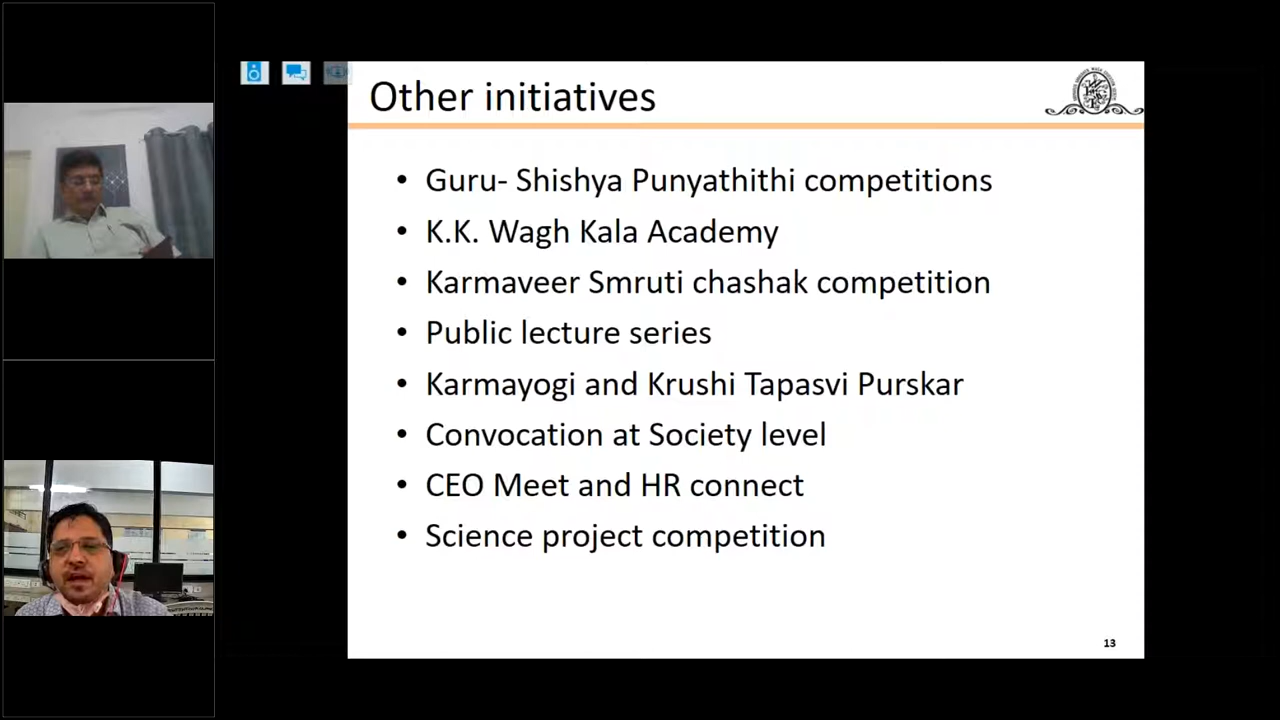 Other initiatives
• Guru- Shishya Punyathithi competitions
• K.K. Wagh Kala Academy
• Karmaveer Smruti chashak competition
• Public lecture series
• Karmayogi and Krushi Tapasvi Purskar
• Convocation at Society level
• CEO Meet and HR connect
• Science project competition
13